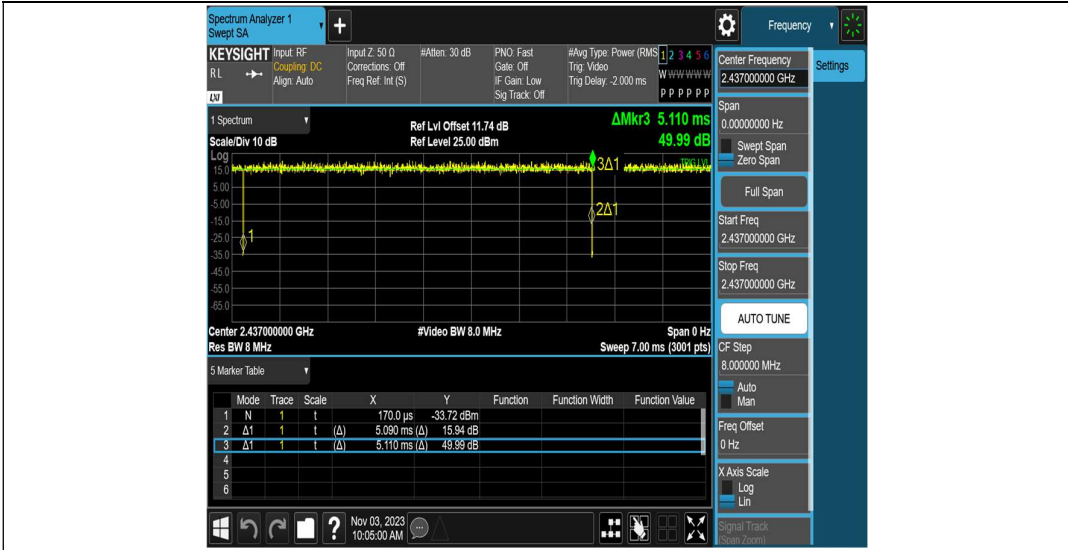 Spectrum Analyzer 1
Swept SA
+
Frequency
KEYSIGHT
RL
LXI
Input: RF
Coupling: DC
Align: Auto
Input Z: 50 Ω
Corrections: Off
Freq Ref: Int (S)
#Atten: 30 dB
PNO: Fast
Gate: Off
IF Gain: Low
Sig Track: Off
#Avg Type: Power (RMS
Trig: Video
Trig Delay: -2.000 ms
1 2 3 4 5 6
W W W W W W
P P P P P P
1 Spectrum
Scale/Div 10 dB
Ref Lvl Offset 11.74 dB
Ref Level 25.00 dBm
ΔMkr3 5.110 ms
49.99 dB
Log
15.0
5.00
-5.00
-15.0
-25.0
-35.0
-45.0
-55.0
-65.0
1
3Δ1
2Δ1
TRIG LVL
Center 2.437000000 GHz
Res BW 8 MHz
#Video BW 8.0 MHz
Span 0 Hz
Sweep 7.00 ms (3001 pts)
5 Marker Table
Mode Trace Scale X Y Function Function Width Function Value
1 N 1 t 170.0 µs -33.72 dBm
2 Δ1 1 t (Δ) 5.090 ms (Δ) 15.94 dB
3 Δ1 1 t (Δ) 5.110 ms (Δ) 49.99 dB
4
5
6
?
Nov 03, 2023
10:05:00 AM
Center Frequency
2.437000000 GHz
Settings
Span
0.00000000 Hz
Swept Span
Zero Span
Full Span
Start Freq
2.437000000 GHz
Stop Freq
2.437000000 GHz
AUTO TUNE
CF Step
8.000000 MHz
Auto
Man
Freq Offset
0 Hz
X Axis Scale
Log
Lin
Signal Track
(Span Zoom)